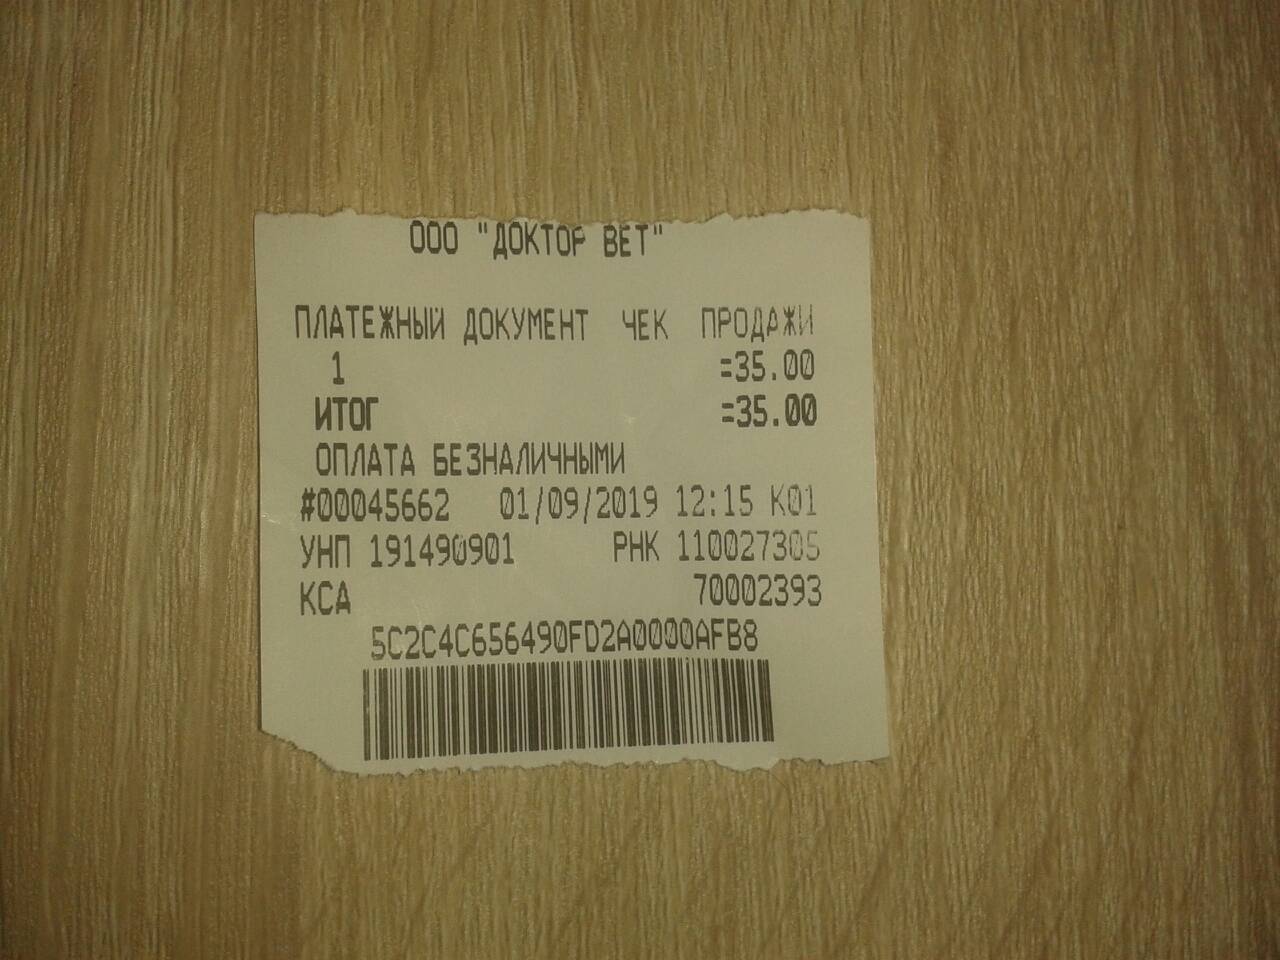 ООО "ДОКТОР ВЕТ"
ПЛАТЕЖНЫЙ ДОКУМЕНТ ЧЕК ПРОДАЖИ
1 =35.00
ИТОГ =35.00
ОПЛАТА БЕЗНАЛИЧНЫМИ
#00045662 01/09/2019 12:15 К01
УНП 191490901 РНК 110027305
КСА 70002393
5C2C4C656490FD2A0000AFB8